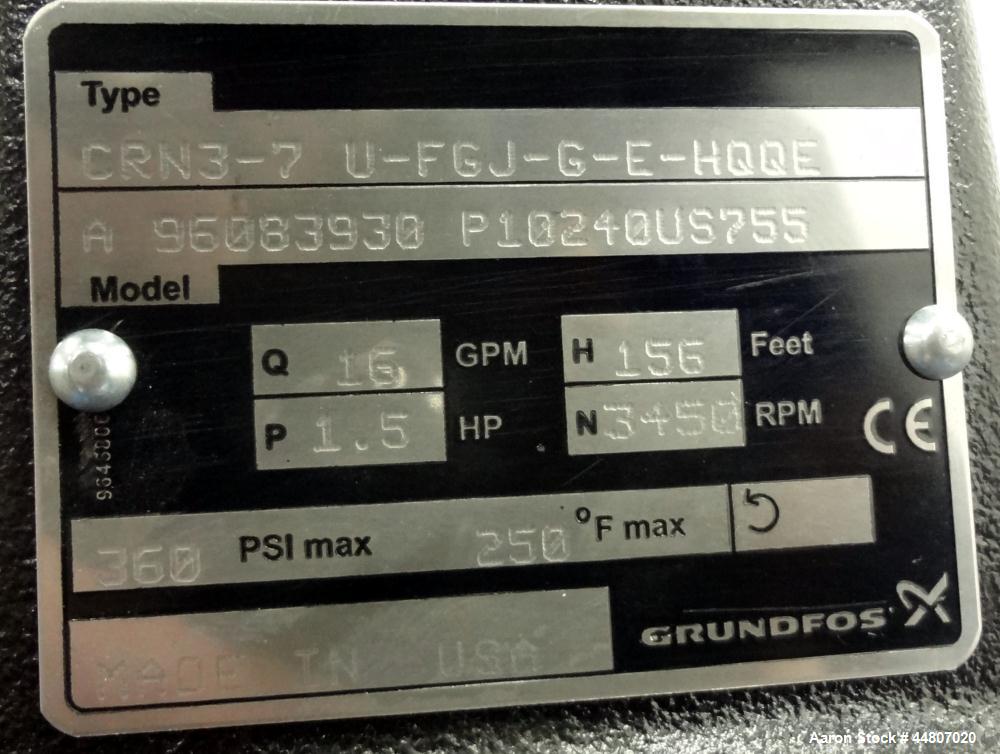 Type
CRN3-7 U-FGJ-G-E-HQQE
A 96083930 P10240US755
Model
Q 16 GPM H 156 Feet
P 1.5 HP N 3450 RPM
CE
360 PSI max 250 °F max
GRUNDFOS
MADE IN USA
Aaron Stock # 44807020